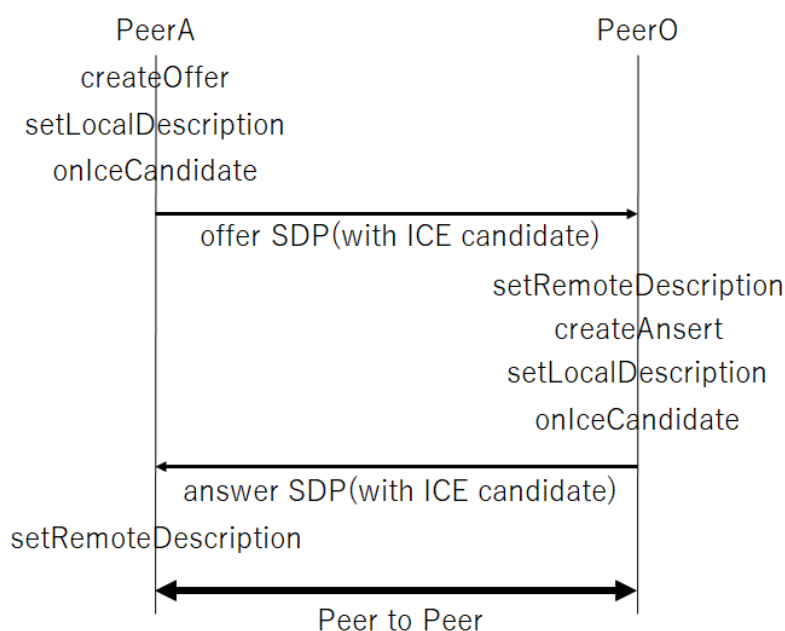 PeerA
PeerO
createOffer
setLocalDescription
onIceCandidate
offer SDP(with ICE candidate)
setRemoteDescription
createAnsert
setLocalDescription
onIceCandidate
answer SDP(with ICE candidate)
setRemoteDescription
Peer to Peer